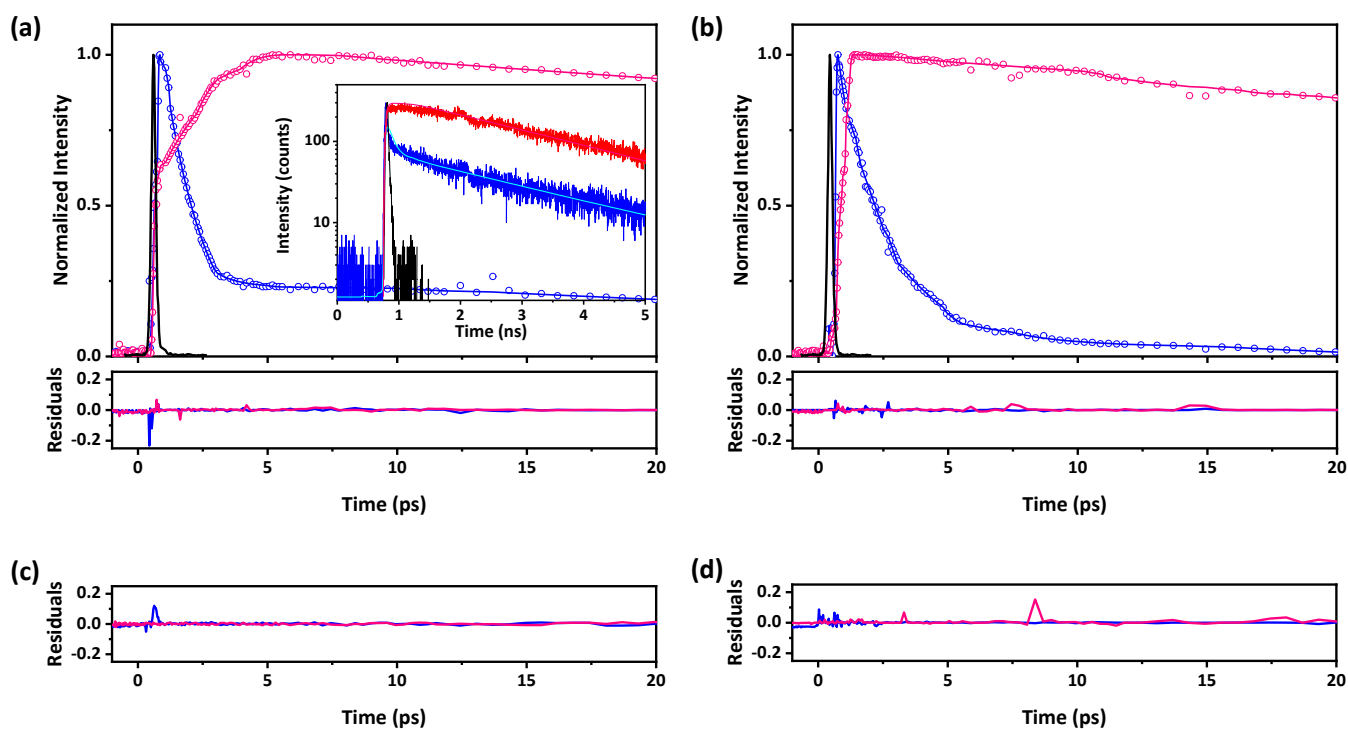 (a)
Normalized Intensity
1.0
0.5
0.0
Intensity (counts)
100
10
0 1 2 3 4 5
Time (ns)
Residuals
0.2
0.0
-0.2
0 5 10 15 20
Time (ps)
(b)
Normalized Intensity
1.0
0.5
0.0
Residuals
0.2
0.0
-0.2
0 5 10 15 20
Time (ps)
(c)
Residuals
0.2
0.0
-0.2
0 5 10 15 20
Time (ps)
(d)
Residuals
0.2
0.0
-0.2
0 5 10 15 20
Time (ps)